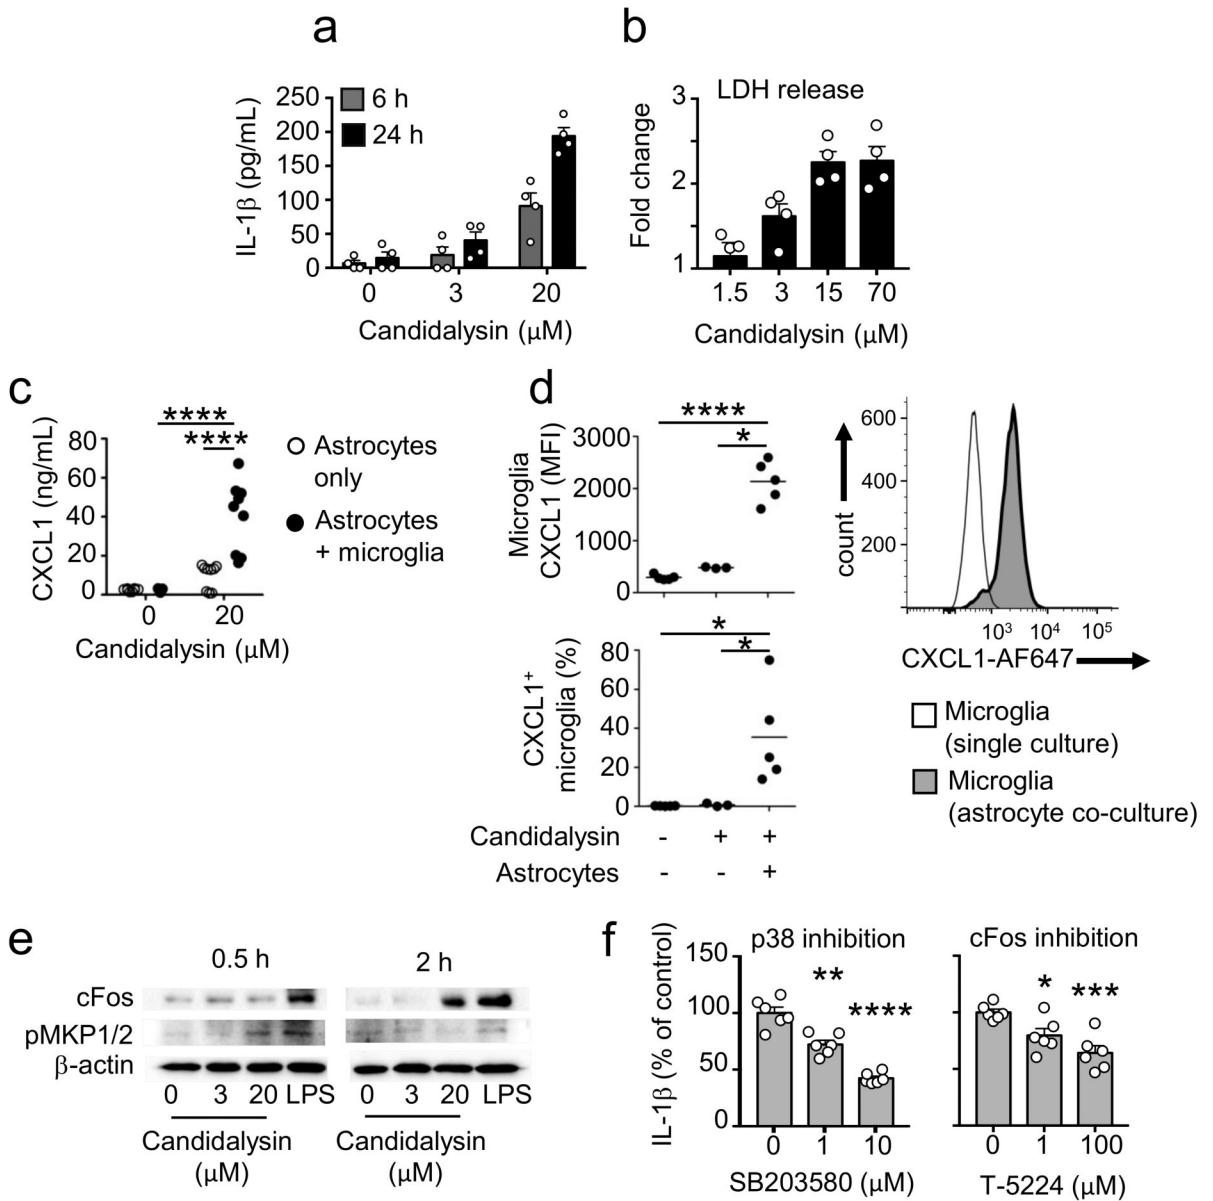 a
IL-1β (pg/mL)
250
200
150
100
50
0
6 h
24 h
0 3 20
Candidalysin (μM)
b
LDH release
Fold change
3
2
1
1.5 3 15 70
Candidalysin (μM)
c
CXCL1 (ng/mL)
80
60
40
20
0
****
****
Astrocytes
only
Astrocytes
+ microglia
0 20
Candidalysin (μM)
d
Microglia
CXCL1 (MFI)
3000
2000
1000
0
****
*
CXCL1⁺
microglia (%)
80
60
40
20
0
*
*
Candidalysin - + +
Astrocytes - - +
count
600
400
200
10³ 10⁴ 10⁵
CXCL1-AF647
Microglia
(single culture)
Microglia
(astrocyte co-culture)
e
0.5 h 2 h
cFos
pMKP1/2
β-actin
0 3 20 LPS 0 3 20 LPS
Candidalysin Candidalysin
(μM) (μM)
f
IL-1β (% of control)
p38 inhibition
150
100
50
0
**
****
0 1 10
SB203580 (μM)
cFos inhibition
*
***
0 1 100
T-5224 (μM)